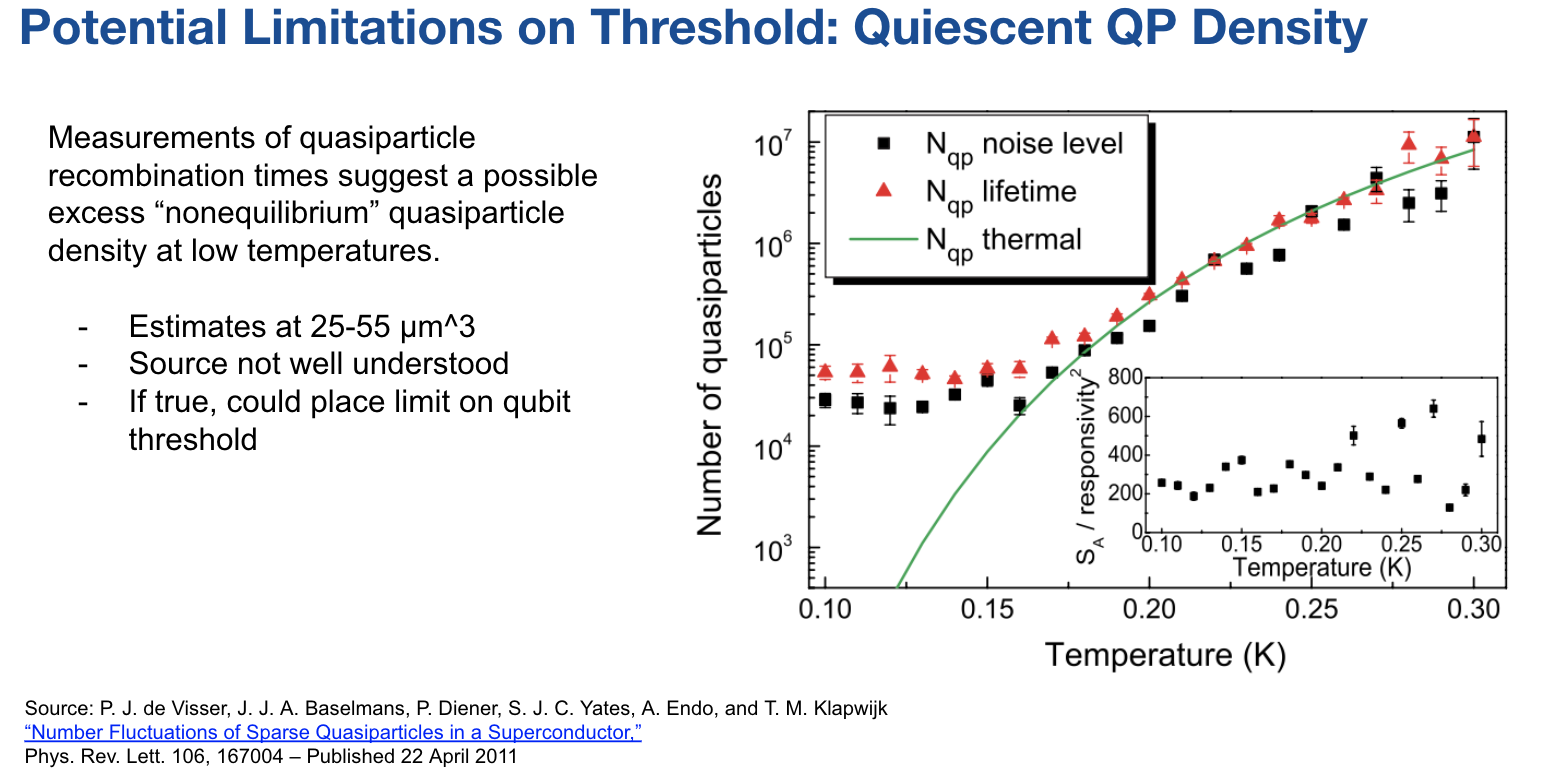 Potential Limitations on Threshold: Quiescent QP Density
Measurements of quasiparticle
recombination times suggest a possible
excess “nonequilibrium” quasiparticle
density at low temperatures.
- Estimates at 25-55 μm^3
- Source not well understood
- If true, could place limit on qubit
threshold
Number of quasiparticles
10⁷
10⁶
10⁵
10⁴
10³
Nqp noise level
Nqp lifetime
Nqp thermal
0.10 0.15 0.20 0.25 0.30
Temperature (K)
S_A / responsivity²
800
600
400
200
0
0.10 0.15 0.20 0.25 0.30
Temperature (K)
Source: P. J. de Visser, J. J. A. Baselmans, P. Diener, S. J. C. Yates, A. Endo, and T. M. Klapwijk
“Number Fluctuations of Sparse Quasiparticles in a Superconductor,”
Phys. Rev. Lett. 106, 167004 – Published 22 April 2011